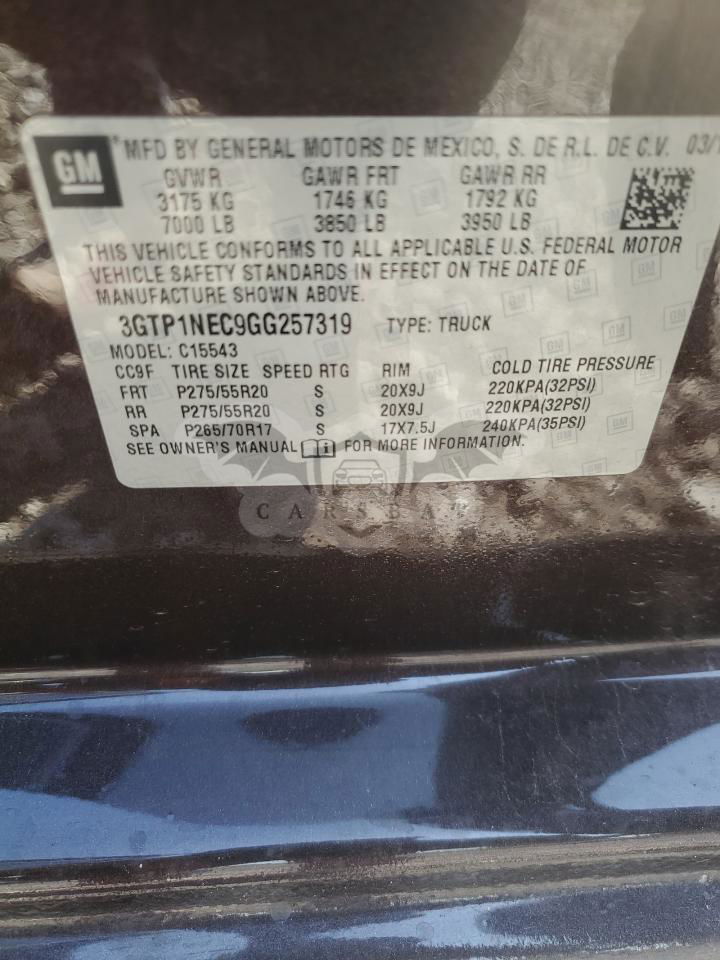 GM ® MFD BY GENERAL MOTORS DE MEXICO, S. DE R.L. DE C.V. 03/
GVWR GAWR FRT GAWR RR
3175 KG 1746 KG 1792 KG
7000 LB 3850 LB 3950 LB
THIS VEHICLE CONFORMS TO ALL APPLICABLE U.S. FEDERAL MOTOR
VEHICLE SAFETY STANDARDS IN EFFECT ON THE DATE OF
MANUFACTURE SHOWN ABOVE.
3GTP1NEC9GG257319 TYPE: TRUCK
MODEL: C15543
CC9F TIRE SIZE SPEED RTG RIM COLD TIRE PRESSURE
FRT P275/55R20 S 20X9J 220KPA(32PSI)
RR P275/55R20 S 20X9J 220KPA(32PSI)
SPA P265/70R17 S 17X7.5J 240KPA(35PSI)
SEE OWNER'S MANUAL FOR MORE INFORMATION.
CARSBAT